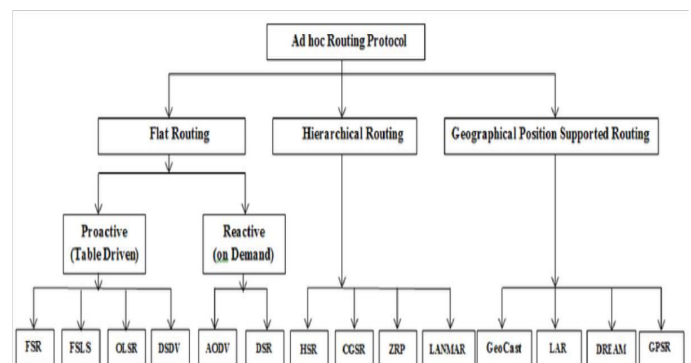 Ad hoc Routing Protocol
Flat Routing
Hierarchical Routing
Geographical Position Supported Routing
Proactive
(Table Driven)
Reactive
(on Demand)
FSR
FSLS
OLSR
DSDV
AODV
DSR
HSR
CGSR
ZRP
LANMAR
GeoCast
LAR
DREAM
GPSR